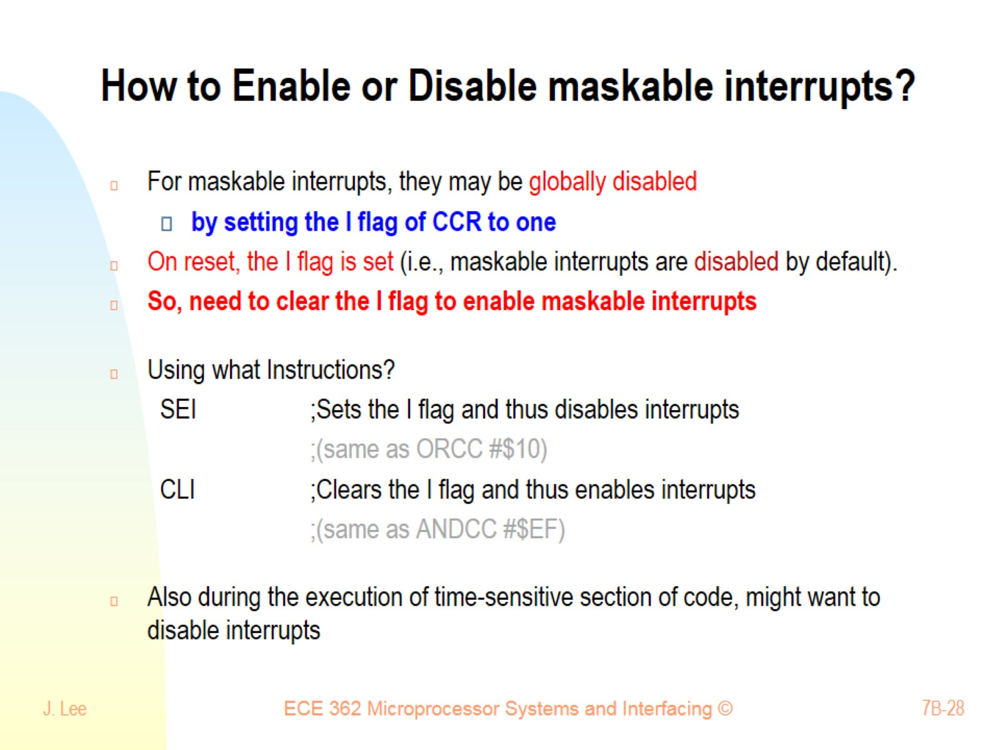 How to Enable or Disable maskable interrupts?
For maskable interrupts, they may be globally disabled
by setting the I flag of CCR to one
On reset, the I flag is set (i.e., maskable interrupts are disabled by default).
So, need to clear the I flag to enable maskable interrupts
Using what Instructions?
SEI ;Sets the I flag and thus disables interrupts
;(same as ORCC #$10)
CLI ;Clears the I flag and thus enables interrupts
;(same as ANDCC #$EF)
Also during the execution of time-sensitive section of code, might want to
disable interrupts
J. Lee ECE 362 Microprocessor Systems and Interfacing © 7B-28